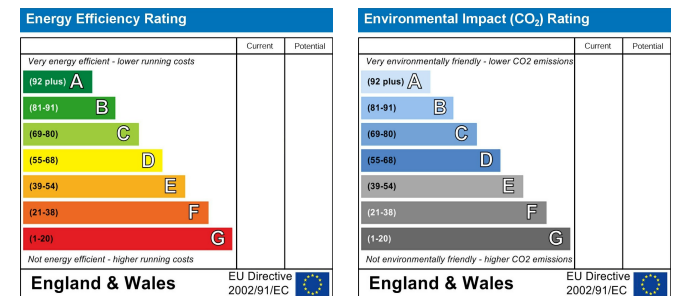 Energy Efficiency Rating
Current Potential
Very energy efficient - lower running costs
(92 plus) A
(81-91) B
(69-80) C
(55-68) D
(39-54) E
(21-38) F
(1-20) G
Not energy efficient - higher running costs
England & Wales
EU Directive
2002/91/EC
Environmental Impact (CO₂) Rating
Current Potential
Very environmentally friendly - lower CO2 emissions
(92 plus) A
(81-91) B
(69-80) C
(55-68) D
(39-54) E
(21-38) F
(1-20) G
Not environmentally friendly - higher CO2 emissions
England & Wales
EU Directive
2002/91/EC